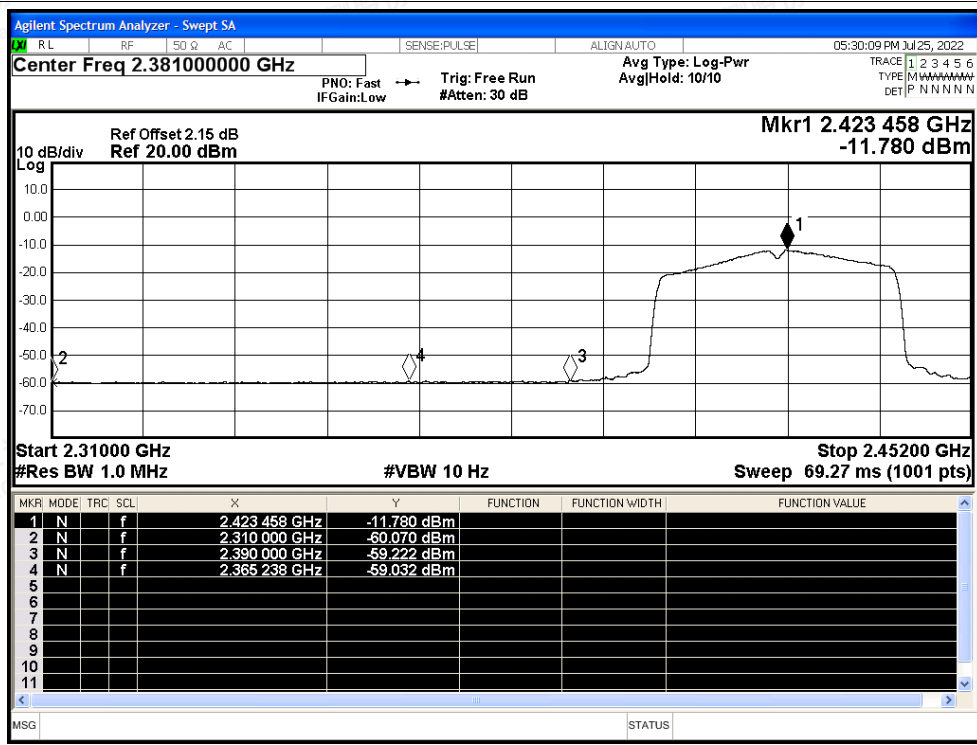 Agilent Spectrum Analyzer - Swept SA
LXI RL RF 50 Ω AC SENSE:PULSE ALIGN AUTO 05:30:09 PM Jul 25, 2022
Center Freq 2.381000000 GHz
PNO: Fast
IFGain:Low
Trig: Free Run
#Atten: 30 dB
Avg Type: Log-Pwr
Avg|Hold: 10/10
TRACE 1 2 3 4 5 6
TYPE M W W W W W
DET P N N N N N
Ref Offset 2.15 dB
10 dB/div Ref 20.00 dBm
Log
Mkr1 2.423 458 GHz
-11.780 dBm
10.0
0.00
-10.0
-20.0
-30.0
-40.0
-50.0
-60.0
-70.0
1
2
4
3
Start 2.31000 GHz Stop 2.45200 GHz
#Res BW 1.0 MHz #VBW 10 Hz Sweep 69.27 ms (1001 pts)
MKR MODE TRC SCL X Y FUNCTION FUNCTION WIDTH FUNCTION VALUE
1 N f 2.423 458 GHz -11.780 dBm
2 N f 2.310 000 GHz -60.070 dBm
3 N f 2.390 000 GHz -59.222 dBm
4 N f 2.365 238 GHz -59.032 dBm
5
6
7
8
9
10
11
MSG STATUS